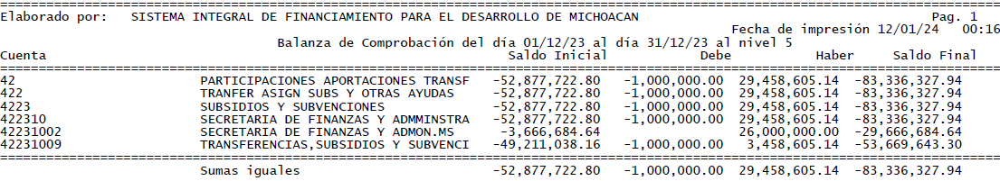 ================================================================
Elaborado por:   SISTEMA INTEGRAL DE FINANCIAMIENTO PARA EL DESARROLLO DE MICHOACAN   Pag. 1
Fecha de impresión 12/01/24   00:16
Balanza de Comprobación del día 01/12/23 al día 31/12/23 al nivel 5
Cuenta   Saldo Inicial   Debe   Haber   Saldo Final
================================================================
42   PARTICIPACIONES APORTACIONES TRANSF   -52,877,722.80   -1,000,000.00   29,458,605.14   -83,336,327.94
422   TRANFER ASIGN SUBS Y OTRAS AYUDAS   -52,877,722.80   -1,000,000.00   29,458,605.14   -83,336,327.94
4223   SUBSIDIOS Y SUBVENCIONES   -52,877,722.80   -1,000,000.00   29,458,605.14   -83,336,327.94
422310   SECRETARIA DE FINANZAS Y ADMMINSTRA   -52,877,722.80   -1,000,000.00   29,458,605.14   -83,336,327.94
42231002   SECRETARIA DE FINANZAS Y ADMON.MS   -3,666,684.64   26,000,000.00   -29,666,684.64
42231009   TRANSFERENCIAS,SUBSIDIOS Y SUBVENCI   -49,211,038.16   -1,000,000.00   3,458,605.14   -53,669,643.30
================================================================
Sumas iguales   -52,877,722.80   -1,000,000.00   29,458,605.14   -83,336,327.94